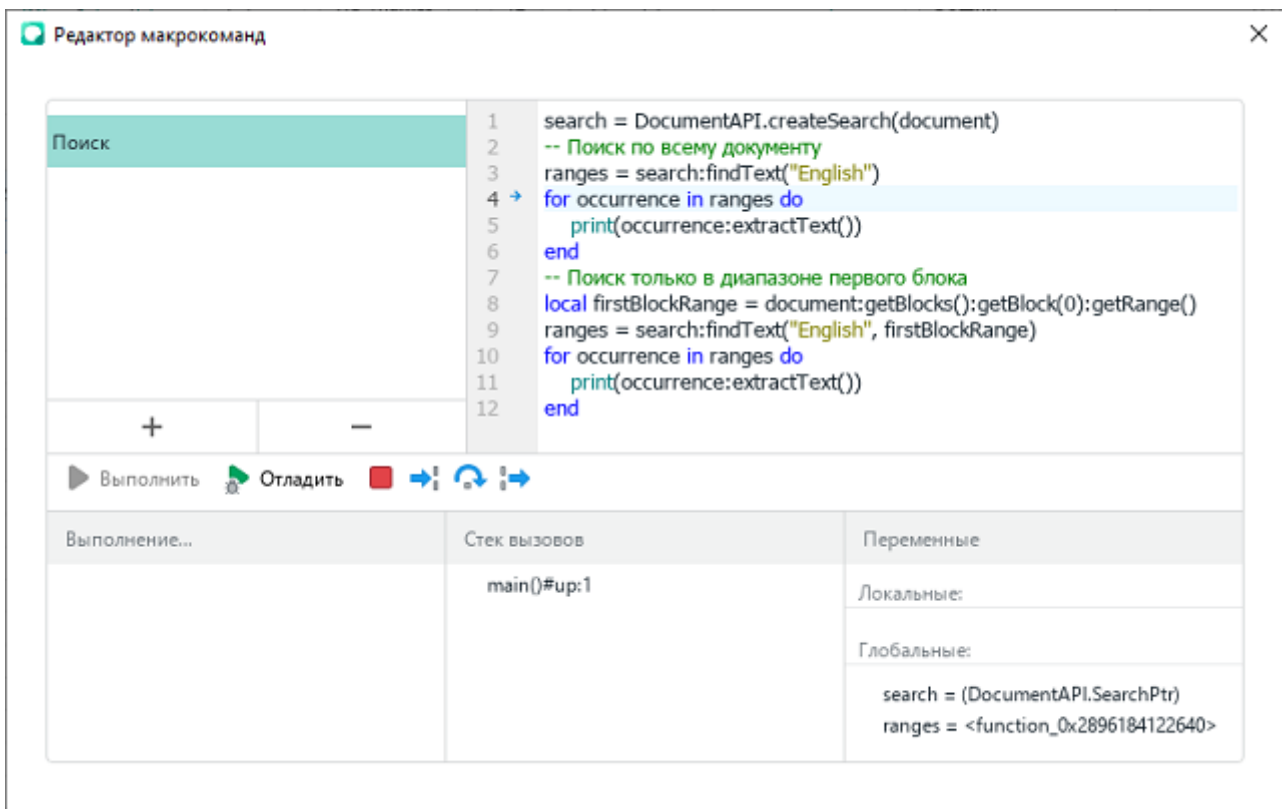 Редактор макрокоманд
Поиск
1 search = DocumentAPI.createSearch(document)
2 -- Поиск по всему документу
3 ranges = search:findText("English")
4 for occurrence in ranges do
5 print(occurrence:extractText())
6 end
7 -- Поиск только в диапазоне первого блока
8 local firstBlockRange = document:getBlocks():getBlock(0):getRange()
9 ranges = search:findText("English", firstBlockRange)
10 for occurrence in ranges do
11 print(occurrence:extractText())
12 end
Выполнить Отладить
Выполнение... Стек вызовов Переменные
main()#up:1
Локальные:
Глобальные:
search = (DocumentAPI.SearchPtr)
ranges = <function_0x2896184122640>